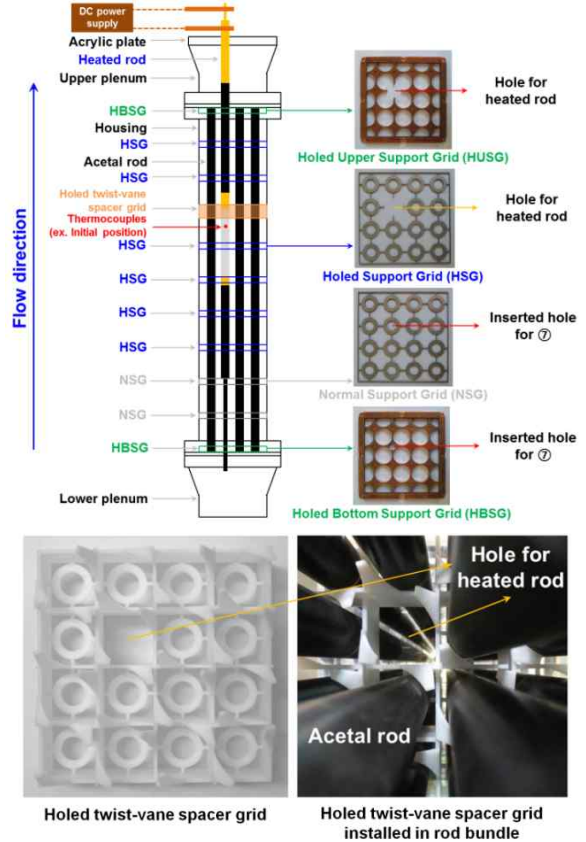 DC power
supply
Acrylic plate
Heated rod
Upper plenum
HBSG
Housing
HSG
Acetal rod
HSG
Holed twist-vane
spacer grid
Thermocouples
(ex. Initial position)
HSG
HSG
HSG
HSG
NSG
NSG
HBSG
Lower plenum
Flow direction
Hole for
heated rod
Holed Upper Support Grid (HUSG)
Hole for
heated rod
Holed Support Grid (HSG)
Inserted hole
for ⑦
Normal Support Grid (NSG)
Inserted hole
for ⑦
Holed Bottom Support Grid (HBSG)
Hole for
heated rod
Acetal rod
Holed twist-vane spacer grid
Holed twist-vane spacer grid
installed in rod bundle